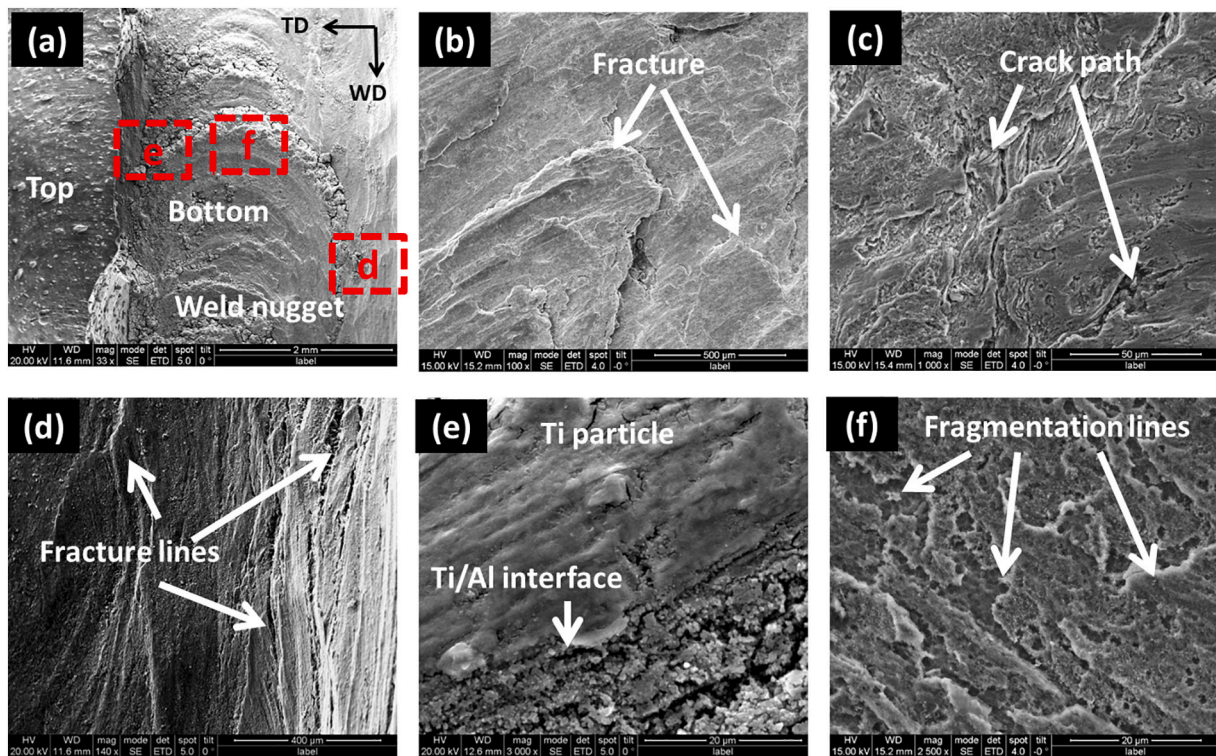 (a)
TD
WD
e
f
Top
Bottom
d
Weld nugget
HV WD mag mode det spot tilt 2 mm
20.00 kV 11.6 mm 33 x SE ETD 5.0 0 ° label
(b)
Fracture
HV WD mag mode det spot tilt 500 µm
15.00 kV 15.2 mm 100 x SE ETD 4.0 -0 ° label
(c)
Crack path
HV WD mag mode det spot tilt 50 µm
15.00 kV 15.4 mm 1 000 x SE ETD 4.0 -0 ° label
(d)
Fracture lines
HV WD mag mode det spot tilt 400 µm
20.00 kV 11.6 mm 140 x SE ETD 5.0 0 ° label
(e)
Ti particle
Ti/Al interface
HV WD mag mode det spot tilt 20 µm
20.00 kV 12.6 mm 3 000 x SE ETD 5.0 0 ° label
(f)
Fragmentation lines
HV WD mag mode det spot tilt 20 µm
15.00 kV 15.2 mm 2 500 x SE ETD 4.0 -0 ° label